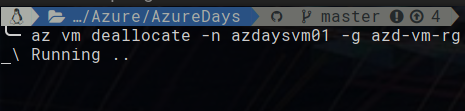 …/Azure/AzureDays master 4
az vm deallocate -n azdaysvm01 -g azd-vm-rg
_\ Running ..